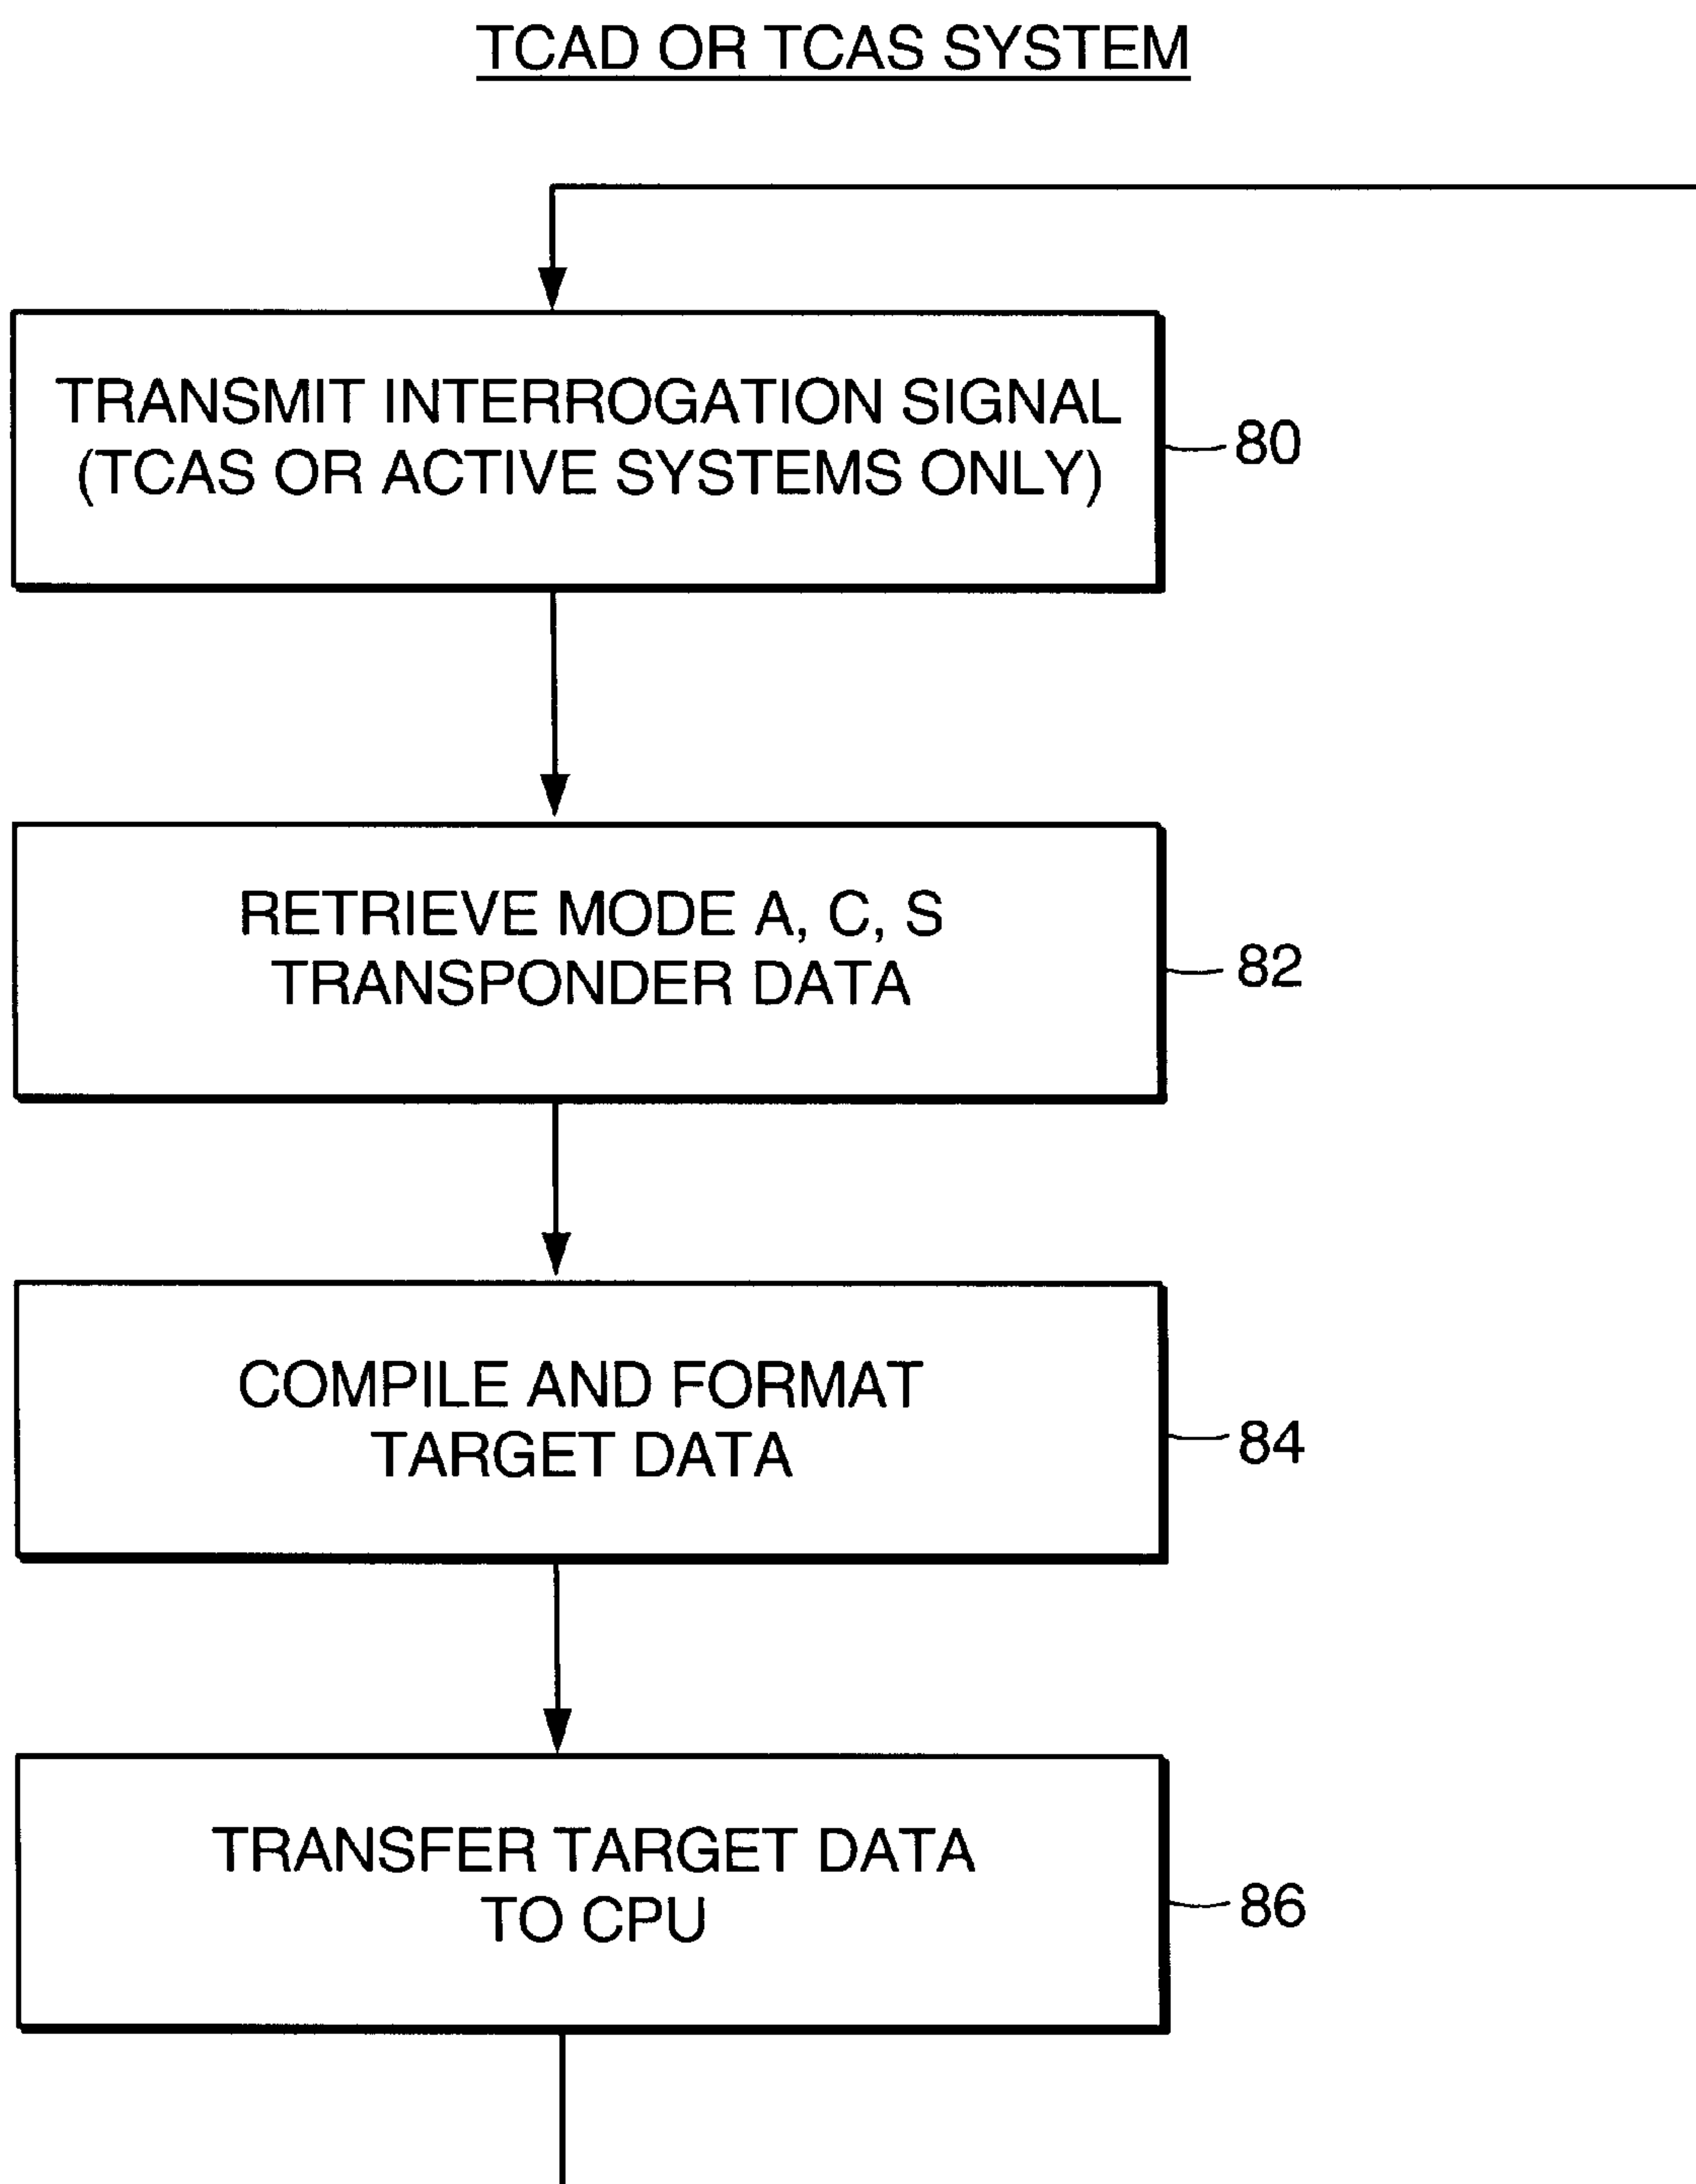 TCAD OR TCAS SYSTEM
TRANSMIT INTERROGATION SIGNAL
(TCAS OR ACTIVE SYSTEMS ONLY)
80
RETRIEVE MODE A, C, S
TRANSPONDER DATA
82
COMPILE AND FORMAT
TARGET DATA
84
TRANSFER TARGET DATA
TO CPU
86